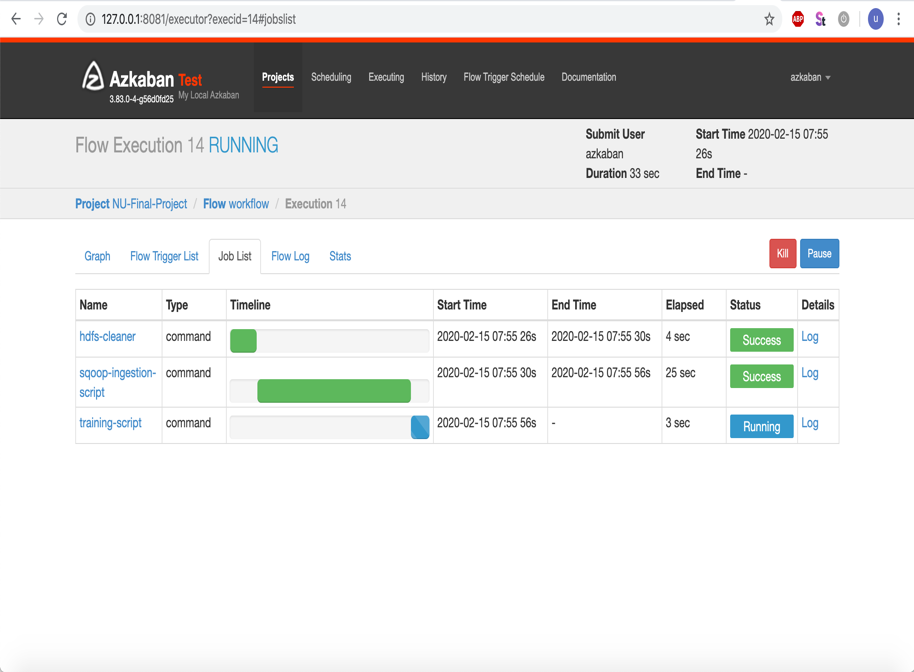 127.0.0.1:8081/executor?execid=14#jobslist
ABP
St
U
Azkaban Test
3.83.0-4-g56d0fd25 My Local Azkaban
Projects Scheduling Executing History Flow Trigger Schedule Documentation azkaban
Flow Execution 14 RUNNING
Submit User
azkaban
Duration 33 sec
Start Time 2020-02-15 07:55
26s
End Time -
Project NU-Final-Project / Flow workflow / Execution 14
Graph Flow Trigger List Job List Flow Log Stats Kill Pause
Name Type Timeline Start Time End Time Elapsed Status Details
hdfs-cleaner command 2020-02-15 07:55 26s 2020-02-15 07:55 30s 4 sec Success Log
sqoop-ingestion-
script command 2020-02-15 07:55 30s 2020-02-15 07:55 56s 25 sec Success Log
training-script command 2020-02-15 07:55 56s - 3 sec Running Log